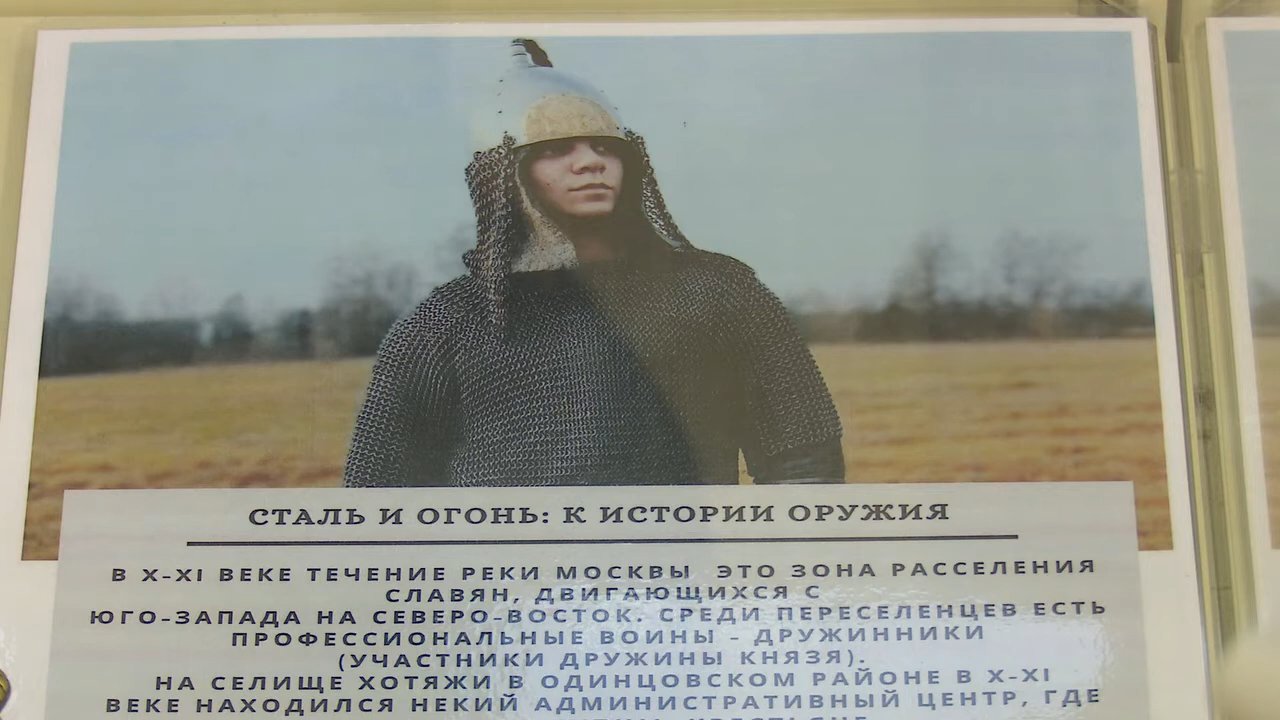 СТАЛЬ И ОГОНЬ: К ИСТОРИИ ОРУЖИЯ
В X-XI ВЕКЕ ТЕЧЕНИЕ РЕКИ МОСКВЫ ЭТО ЗОНА РАССЕЛЕНИЯ
СЛАВЯН, ДВИГАЮЩИХСЯ С
ЮГО-ЗАПАДА НА СЕВЕРО-ВОСТОК. СРЕДИ ПЕРЕСЕЛЕНЦЕВ ЕСТЬ
ПРОФЕССИОНАЛЬНЫЕ ВОИНЫ - ДРУЖИННИКИ
(УЧАСТНИКИ ДРУЖИНЫ КНЯЗЯ).
НА СЕЛИЩЕ ХОТЯЖИ В ОДИНЦОВСКОМ РАЙОНЕ В X-XI
ВЕКЕ НАХОДИЛСЯ НЕКИЙ АДМИНИСТРАТИВНЫЙ ЦЕНТР, ГДЕ